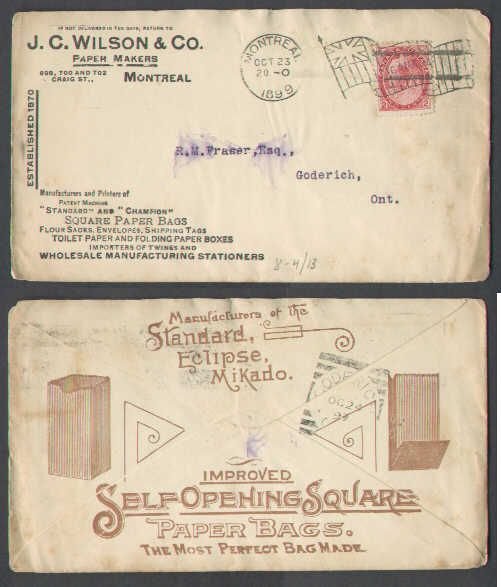 IF NOT DELIVERED IN TEN DAYS, RETURN TO
J. C. WILSON & CO.
PAPER MAKERS
698, 700 AND 702
CRAIG ST.,
MONTREAL
ESTABLISHED 1870
MONTREAL
OCT 23
20-0
1899
R.M.Fraser, Esq.,
Goderich,
Ont.
Manufacturers and Printers of
PATENT MACHINE
"STANDARD" AND "CHAMPION"
SQUARE PAPER BAGS
FLOUR SACKS, ENVELOPES, SHIPPING TAGS
TOILET PAPER AND FOLDING PAPER BOXES
IMPORTERS OF TWINES AND
WHOLESALE MANUFACTURING STATIONERS
8-4/13
Manufacturers of the
Standard,
Eclipse,
Mikado.
OC 24
99
IMPROVED
SELF-OPENING SQUARE
PAPER BAGS.
THE MOST PERFECT BAG MADE